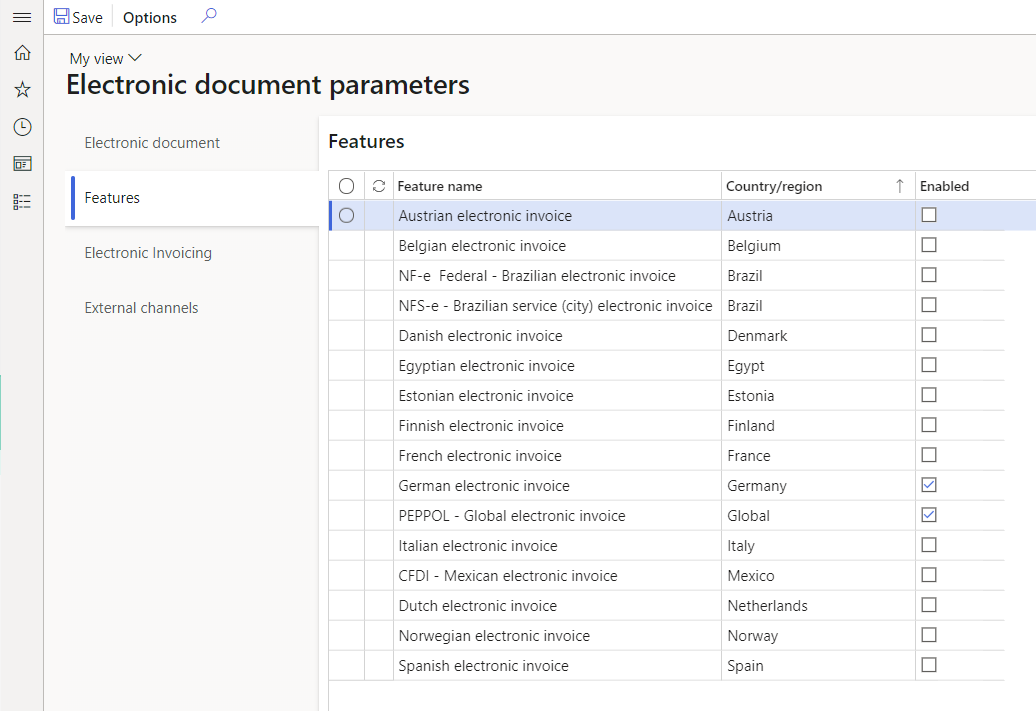 Save Options
My view
Electronic document parameters
Electronic document
Features
Electronic Invoicing
External channels
Features
Feature name Country/region Enabled
Austrian electronic invoice Austria
Belgian electronic invoice Belgium
NF-e  Federal - Brazilian electronic invoice Brazil
NFS-e - Brazilian service (city) electronic invoice Brazil
Danish electronic invoice Denmark
Egyptian electronic invoice Egypt
Estonian electronic invoice Estonia
Finnish electronic invoice Finland
French electronic invoice France
German electronic invoice Germany
PEPPOL - Global electronic invoice Global
Italian electronic invoice Italy
CFDI - Mexican electronic invoice Mexico
Dutch electronic invoice Netherlands
Norwegian electronic invoice Norway
Spanish electronic invoice Spain